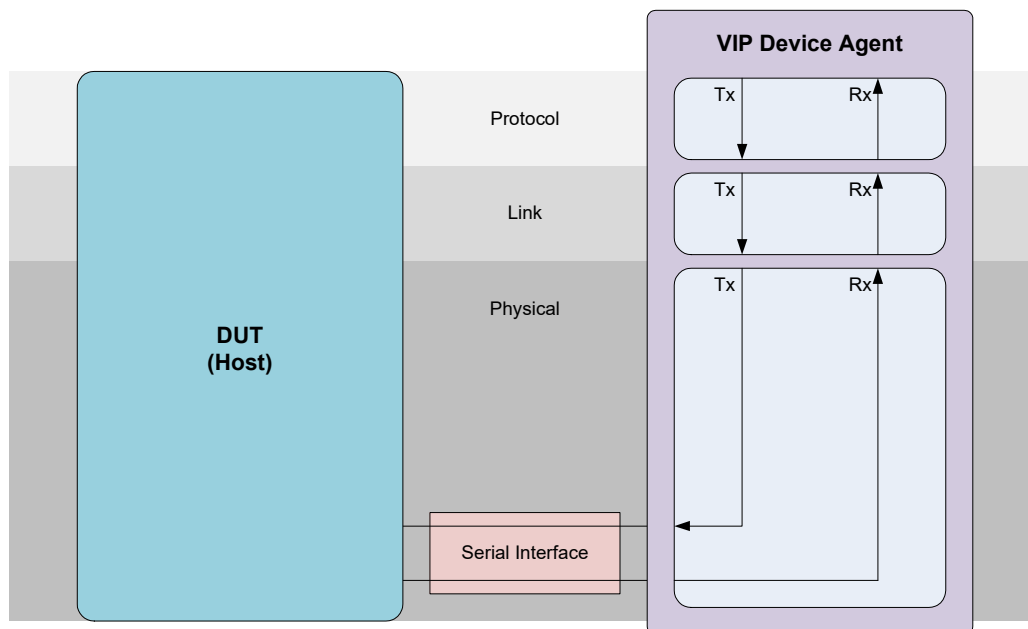 VIP Device Agent
Tx
Rx
Protocol
Tx
Rx
Link
Tx
Rx
Physical
DUT
(Host)
Serial Interface